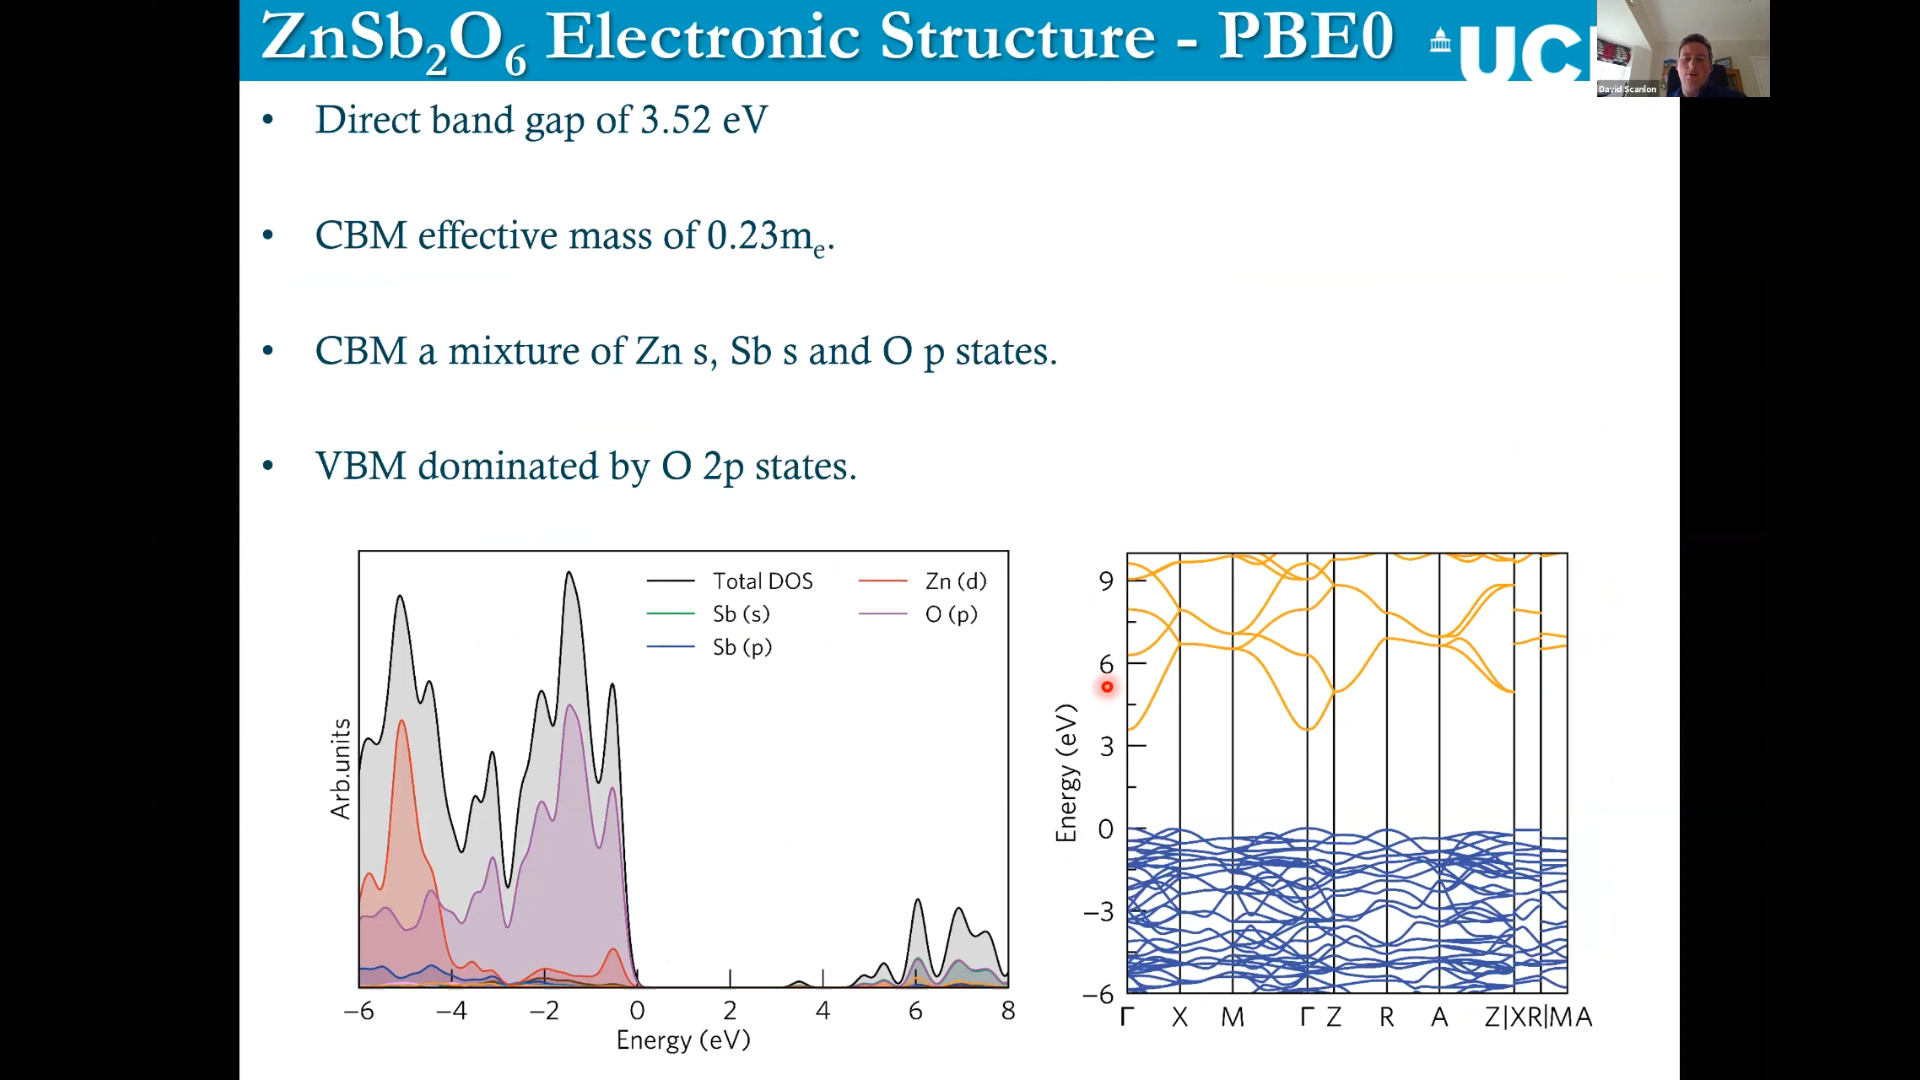 ZnSb₂O₆ Electronic Structure - PBE0
UC
David Scanlon
• Direct band gap of 3.52 eV
• CBM effective mass of 0.23mₑ.
• CBM a mixture of Zn s, Sb s and O p states.
• VBM dominated by O 2p states.
Total DOS
Sb (s)
Sb (p)
Zn (d)
O (p)
Arb.units
−6 −4 −2 0 2 4 6 8
Energy (eV)
Energy (eV)
9
6
3
0
−3
−6
Γ X M Γ Z R A Z|XR|MA